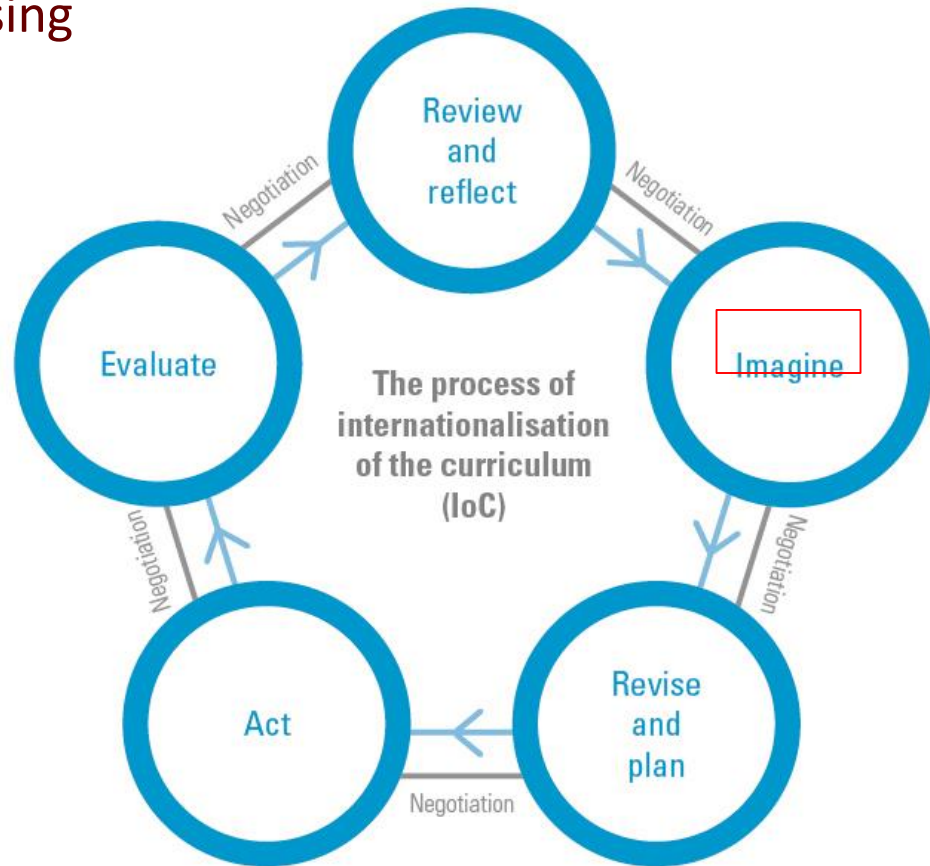 Review
and
reflect
Negotiation
Negotiation
Evaluate
Imagine
The process of
internationalisation
of the curriculum
(IoC)
Negotiation
Negotiation
Act
Revise
and
plan
Negotiation